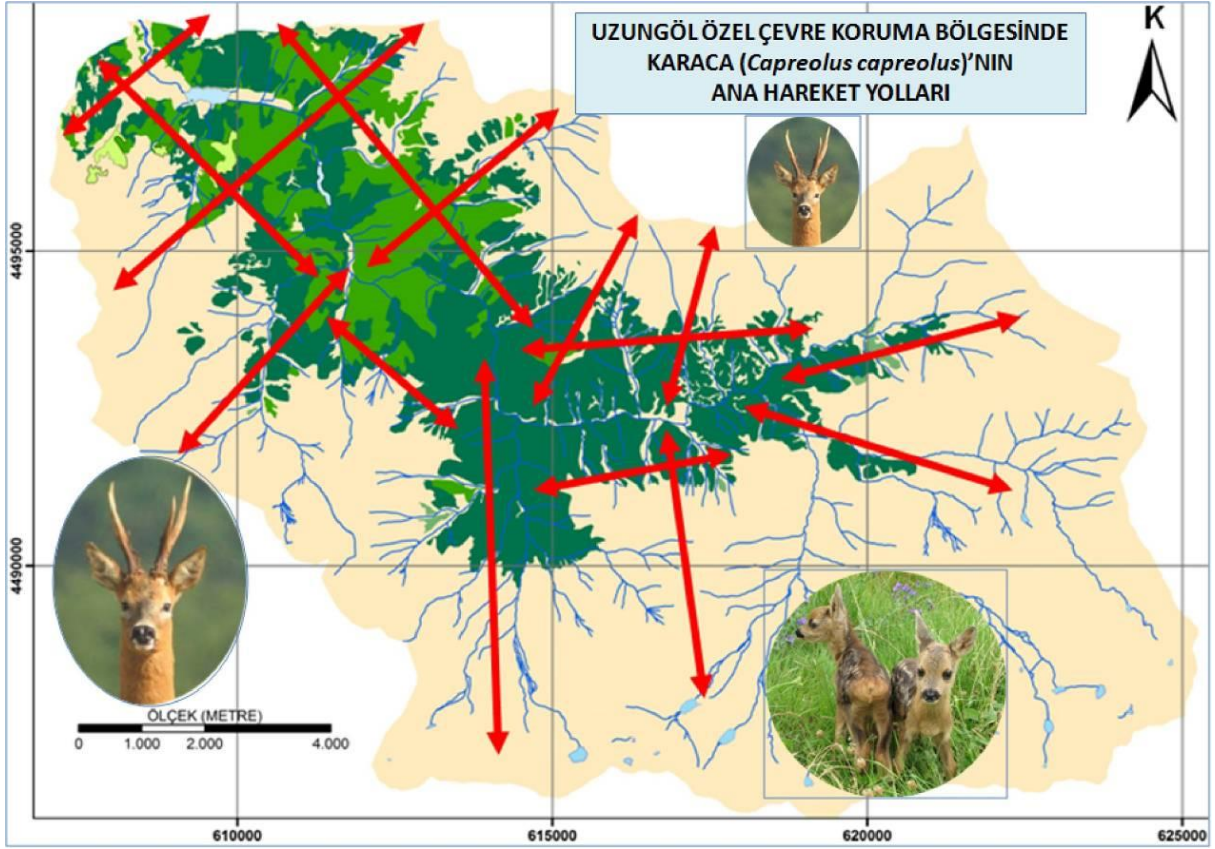 UZUNGÖL ÖZEL ÇEVRE KORUMA BÖLGESİNDE
KARACA (Capreolus capreolus)'NIN
ANA HAREKET YOLLARI
K
4495000
4490000
ÖLÇEK (METRE)
0 1.000 2.000 4.000
610000 615000 620000 625000